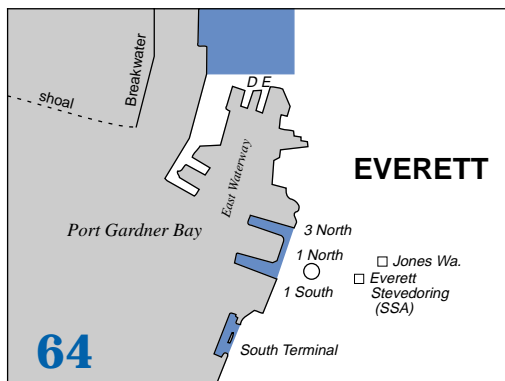 D E
Breakwater
shoal
East Waterway
EVERETT
Port Gardner Bay
3 North
1 North
Jones Wa.
1 South
Everett
Stevedoring
(SSA)
South Terminal
64